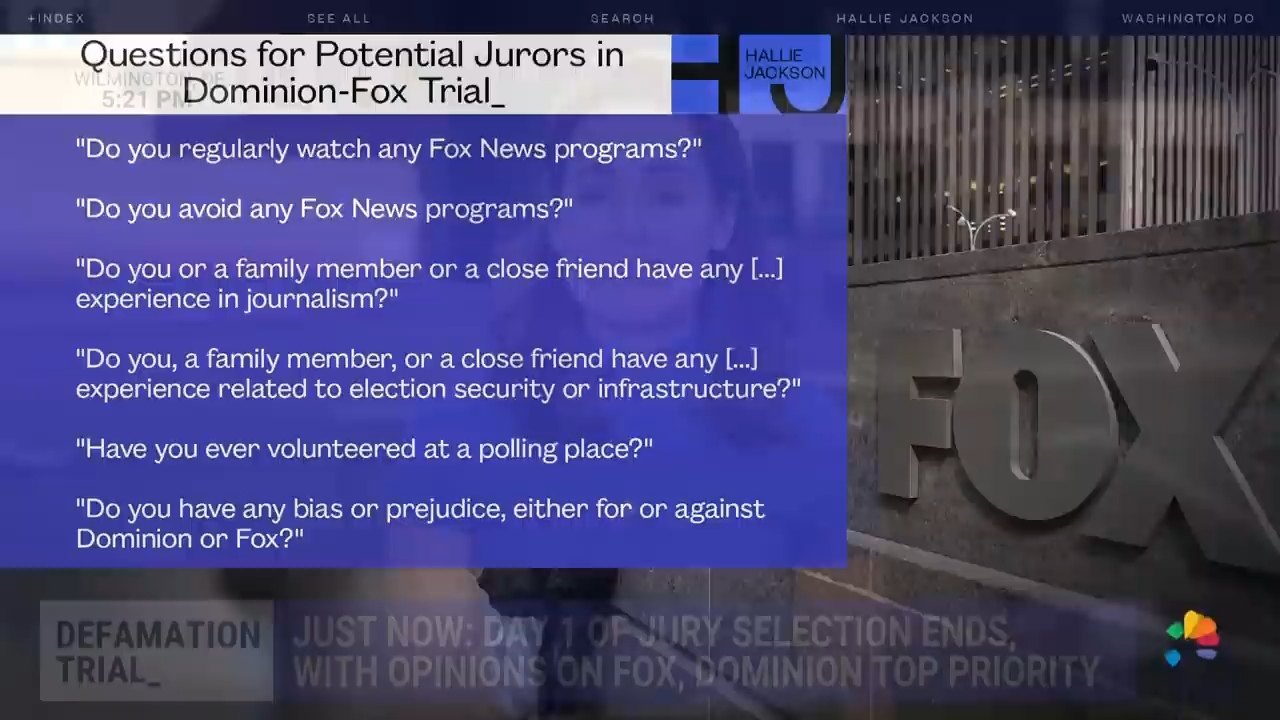 +INDEX
SEE ALL
SEARCH
HALLIE JACKSON
WASHINGTON DO
Questions for Potential Jurors in
Dominion-Fox Trial_
WILMINGTON, DE
5:21 PM
HALLIE
JACKSON
HJ
"Do you regularly watch any Fox News programs?"
"Do you avoid any Fox News programs?"
"Do you or a family member or a close friend have any [...]
experience in journalism?"
"Do you, a family member, or a close friend have any [...]
experience related to election security or infrastructure?"
"Have you ever volunteered at a polling place?"
"Do you have any bias or prejudice, either for or against
Dominion or Fox?"
FOX
DEFAMATION
TRIAL_
JUST NOW: DAY 1 OF JURY SELECTION ENDS,
WITH OPINIONS ON FOX, DOMINION TOP PRIORITY